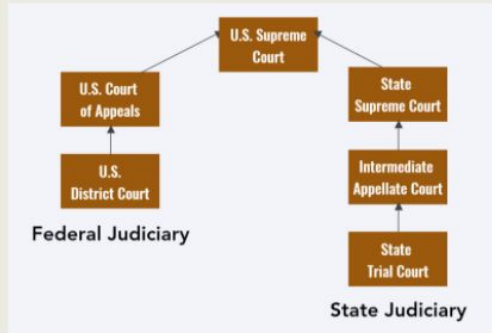 U.S. Supreme
Court
U.S. Court
of Appeals
State
Supreme Court
U.S.
District Court
Intermediate
Appellate Court
Federal Judiciary
State
Trial Court
State Judiciary